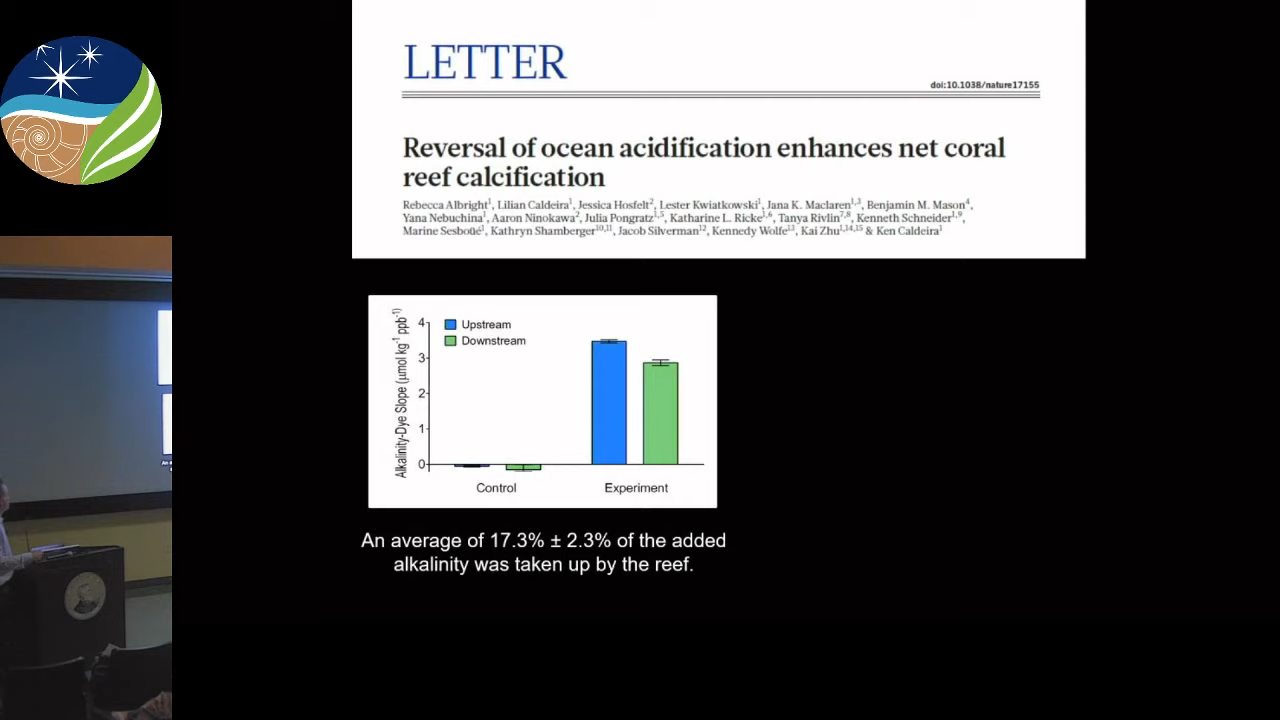 LETTER
doi:10.1038/nature17155
Reversal of ocean acidification enhances net coral
reef calcification
Rebecca Albright¹, Lilian Caldeira¹, Jessica Hosfelt², Lester Kwiatkowski¹, Jana K. Maclaren¹,³, Benjamin M. Mason⁴,
Yana Nebuchina¹, Aaron Ninokawa², Julia Pongratz¹,⁵, Katharine L. Ricke¹,⁶, Tanya Rivlin⁷,⁸, Kenneth Schneider¹,⁹,
Marine Sesboüé¹, Kathryn Shamberger¹⁰,¹¹, Jacob Silverman¹², Kennedy Wolfe¹³, Kai Zhu¹,¹⁴,¹⁵ & Ken Caldeira¹
Alkalinity-Dye Slope (μmol kg⁻¹ ppb⁻¹)
Upstream
Downstream
4
3
2
1
0
Control Experiment
An average of 17.3% ± 2.3% of the added
alkalinity was taken up by the reef.